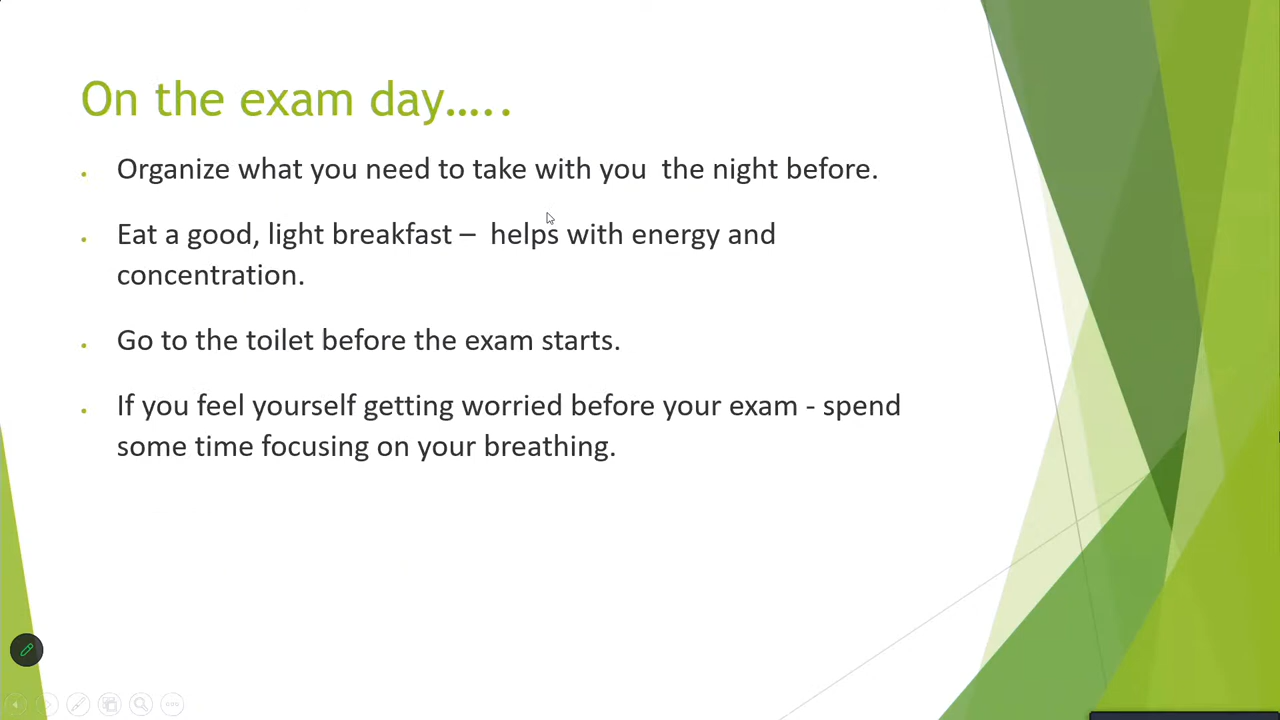 On the exam day…..
• Organize what you need to take with you  the night before.
• Eat a good, light breakfast –  helps with energy and
concentration.
• Go to the toilet before the exam starts.
• If you feel yourself getting worried before your exam - spend
some time focusing on your breathing.